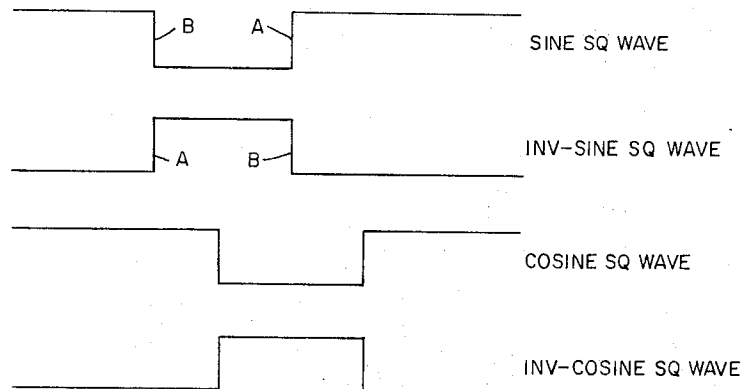 B A
SINE SQ WAVE
A B
INV-SINE SQ WAVE
COSINE SQ WAVE
INV-COSINE SQ WAVE